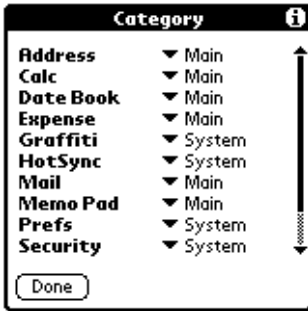 Category i
Address Main
Calc Main
Date Book Main
Expense Main
Graffiti System
HotSync System
Mail Main
Memo Pad Main
Prefs System
Security System
Done